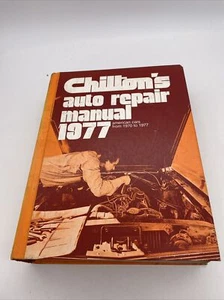 Chilton's
auto repair
manual
1977
american cars
from 1970 to 1977